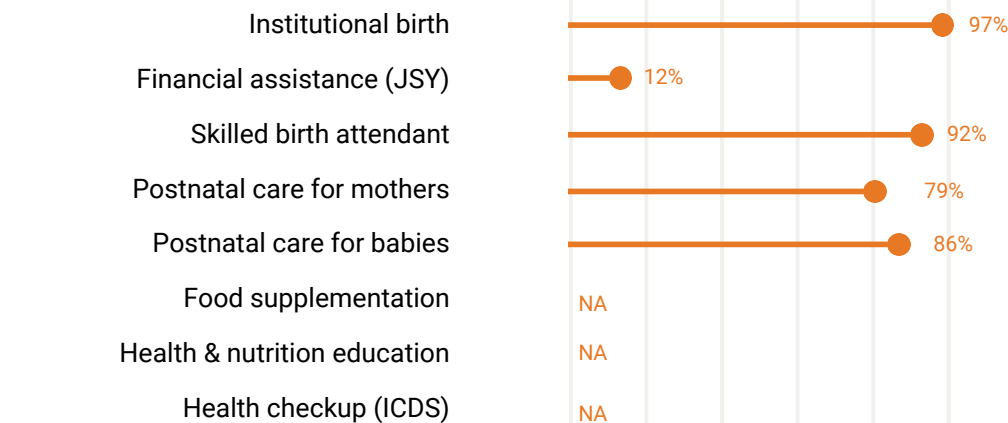 Institutional birth 97%
Financial assistance (JSY) 12%
Skilled birth attendant 92%
Postnatal care for mothers 79%
Postnatal care for babies 86%
Food supplementation NA
Health & nutrition education NA
Health checkup (ICDS) NA